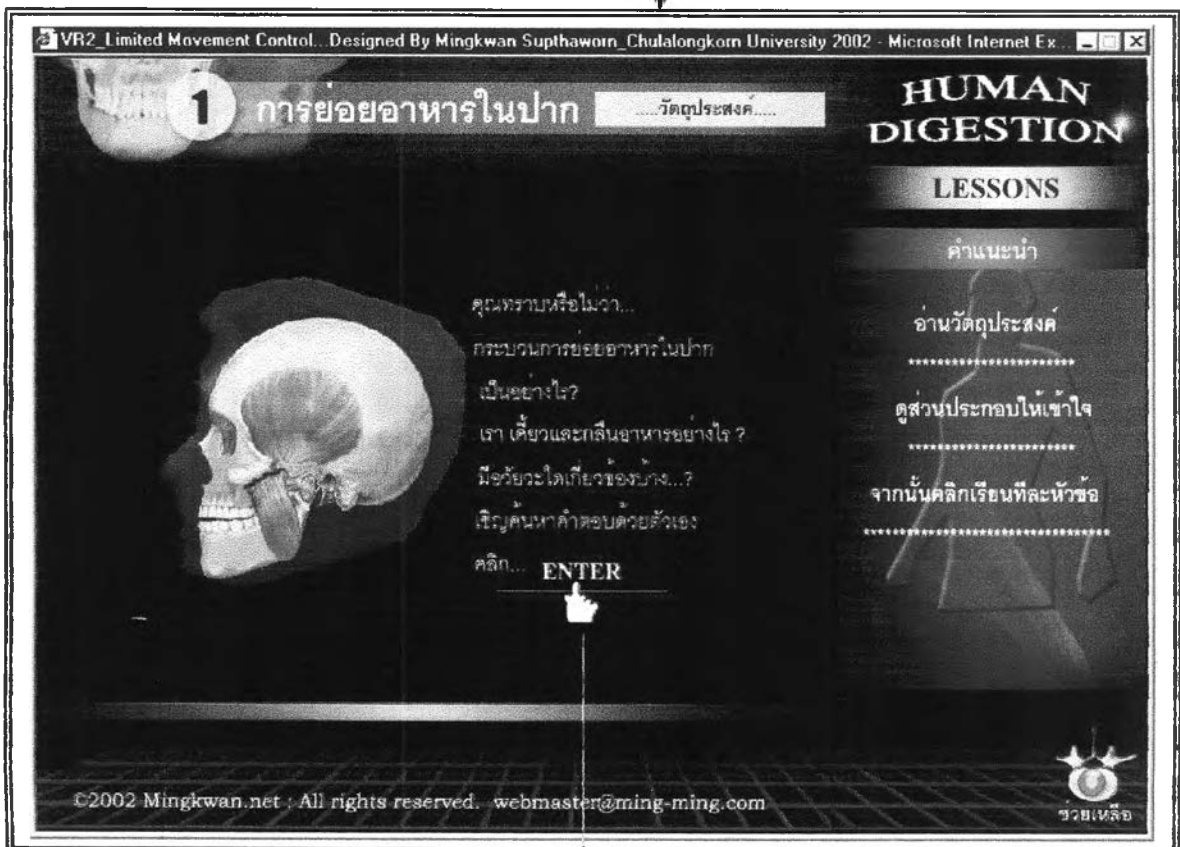 VR2_Limited Movement Control...Designed By Mingkwan Supthaworn_Chulalongkorn University 2002 - Microsoft Internet Ex...
1 การย่อยอาหารในปาก
.....วัตถุประสงค์.....
HUMAN
DIGESTION
LESSONS
คำแนะนำ
อ่านวัตถุประสงค์
**********************
ดูส่วนประกอบให้เข้าใจ
**********************
จากนั้นคลิกเรียนทีละหัวข้อ
********************************
คุณทราบหรือไม่ว่า...
กระบวนการย่อยอาหารในปาก
เป็นอย่างไร?
เรา เคี้ยวและกลืนอาหารอย่างไร ?
มีอวัยวะใดเกี่ยวข้องบ้าง...?
เชิญค้นหาคำตอบด้วยตัวเอง
คลิก... ENTER
©2002 Mingkwan.net : All rights reserved. webmaster@ming-ming.com
ช่วยเหลือ